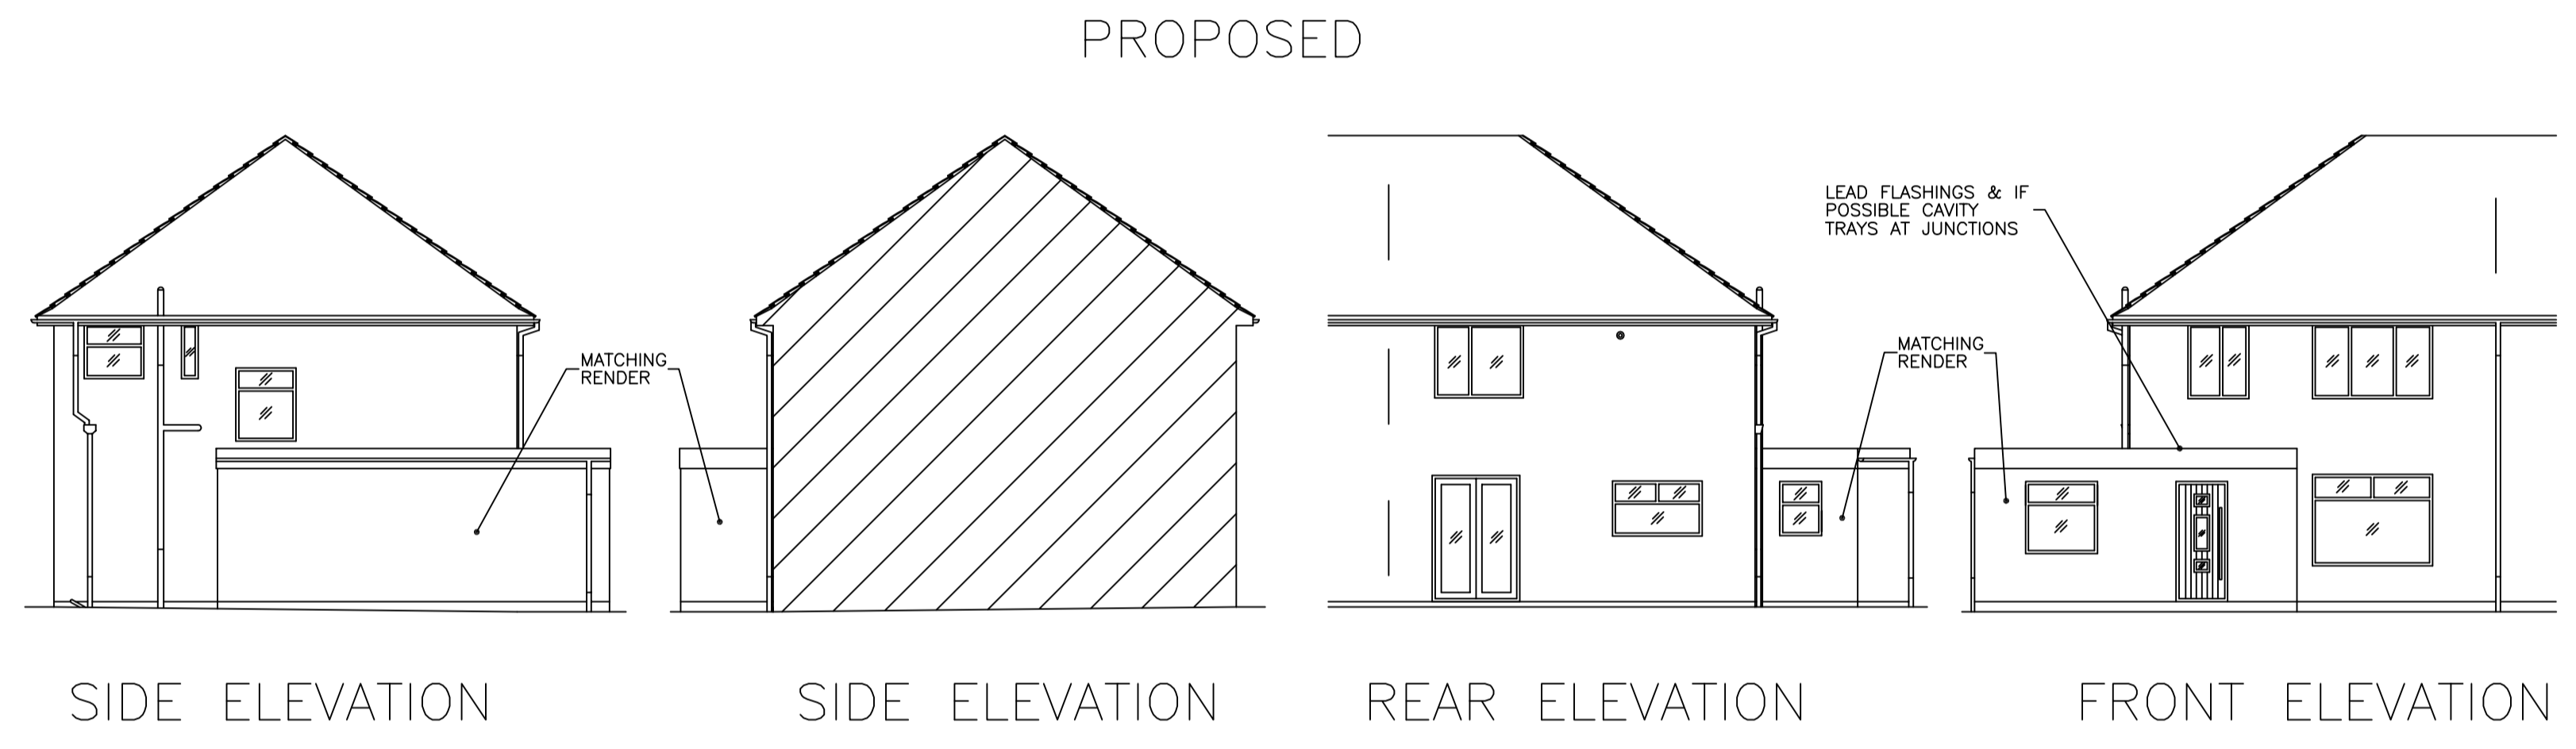 PROPOSED
MATCHING
RENDER
LEAD FLASHINGS & IF
POSSIBLE CAVITY
TRAYS AT JUNCTIONS
MATCHING
RENDER
SIDE ELEVATION
SIDE ELEVATION
REAR ELEVATION
FRONT ELEVATION